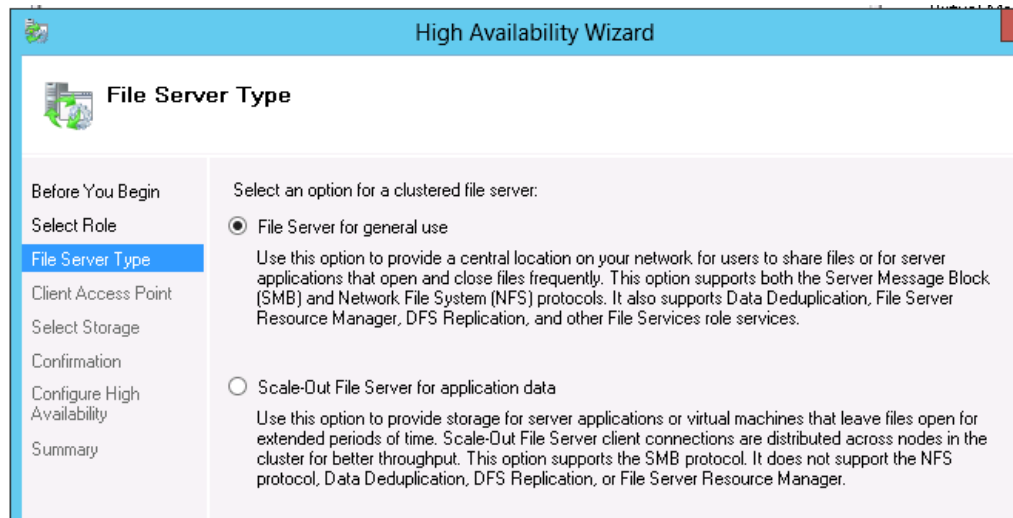 High Availability Wizard
File Server Type
Before You Begin
Select Role
File Server Type
Client Access Point
Select Storage
Confirmation
Configure High
Availability
Summary
Select an option for a clustered file server:
File Server for general use
Use this option to provide a central location on your network for users to share files or for server
applications that open and close files frequently. This option supports both the Server Message Block
(SMB) and Network File System (NFS) protocols. It also supports Data Deduplication, File Server
Resource Manager, DFS Replication, and other File Services role services.
Scale-Out File Server for application data
Use this option to provide storage for server applications or virtual machines that leave files open for
extended periods of time. Scale-Out File Server client connections are distributed across nodes in the
cluster for better throughput. This option supports the SMB protocol. It does not support the NFS
protocol, Data Deduplication, DFS Replication, or File Server Resource Manager.